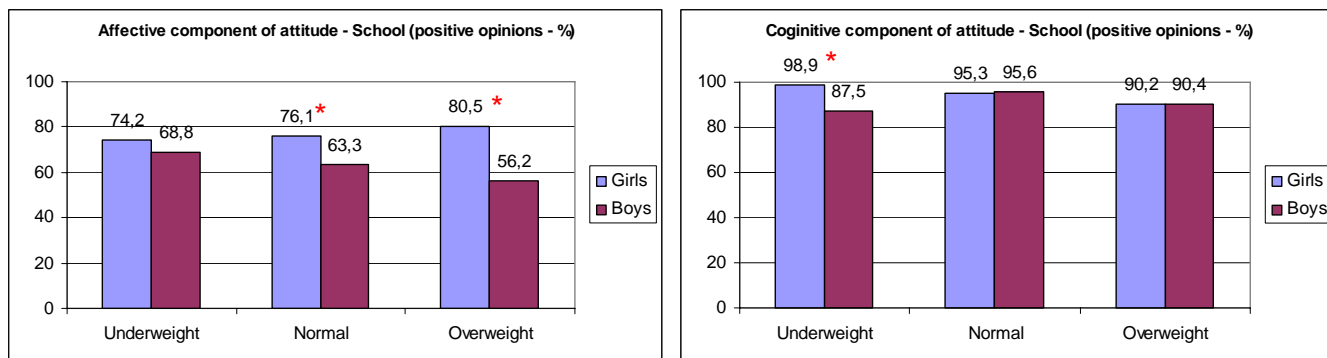 Affective component of attitude - School (positive opinions - %)
100
80
60
40
20
0
74,2
68,8
76,1 *
63,3
80,5 *
56,2
Underweight
Normal
Overweight
Girls
Boys
Coginitive component of attitude - School (positive opinions - %)
100
80
60
40
20
0
98,9 *
87,5
95,3
95,6
90,2
90,4
Underweight
Normal
Overweight
Girls
Boys